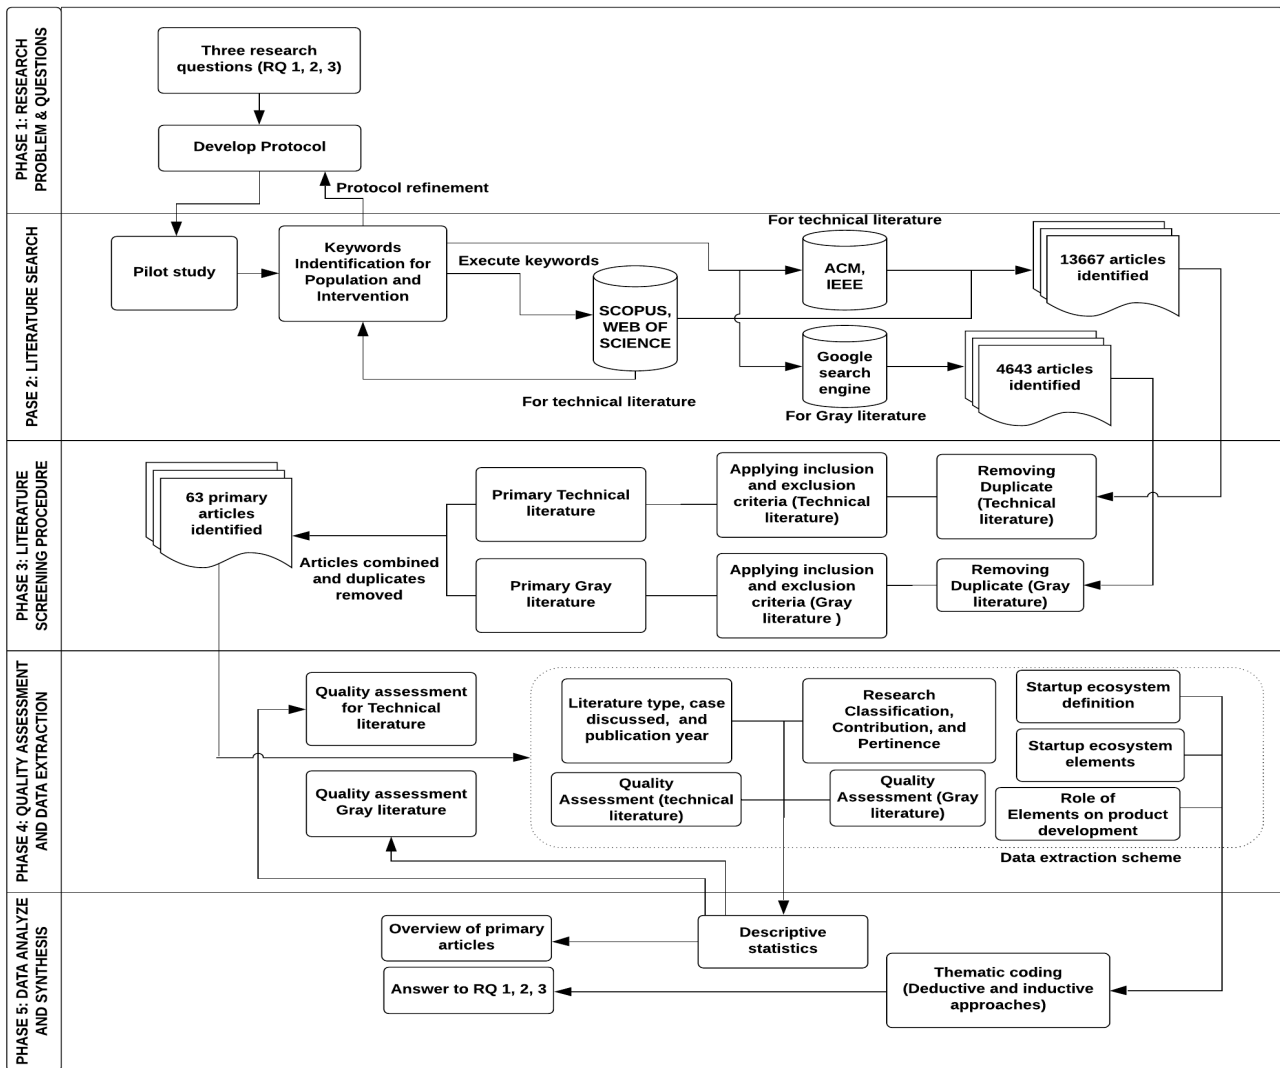 PHASE 1: RESEARCH
PROBLEM & QUESTIONS
Three research
questions (RQ 1, 2, 3)
Develop Protocol
Protocol refinement
PASE 2: LITERATURE SEARCH
Pilot study
Keywords
Indentification for
Population and
Intervention
Execute keywords
SCOPUS,
WEB OF
SCIENCE
For technical literature
For technical literature
ACM,
IEEE
13667 articles
identified
Google
search
engine
For Gray literature
4643 articles
identified
PHASE 3: LITERATURE
SCREENING PROCEDURE
63 primary
articles
identified
Articles combined
and duplicates
removed
Primary Technical
literature
Applying inclusion
and exclusion
criteria (Technical
literature)
Removing
Duplicate
(Technical
literature)
Primary Gray
literature
Applying inclusion
and exclusion
criteria (Gray
literature )
Removing
Duplicate (Gray
literature)
PHASE 4: QUALITY ASSESSMENT
AND DATA EXTRACTION
Quality assessment
for Technical
literature
Quality assessment
Gray literature
Literature type, case
discussed,  and
publication year
Research
Classification,
Contribution, and
Pertinence
Quality
Assessment (technical
literature)
Quality
Assessment (Gray
literature)
Startup ecosystem
definition
Startup ecosystem
elements
Role of
Elements on product
development
Data extraction scheme
PHASE 5: DATA ANALYZE
AND SYNTHESIS
Overview of primary
articles
Descriptive
statistics
Answer to RQ 1, 2, 3
Thematic coding
(Deductive and inductive
approaches)